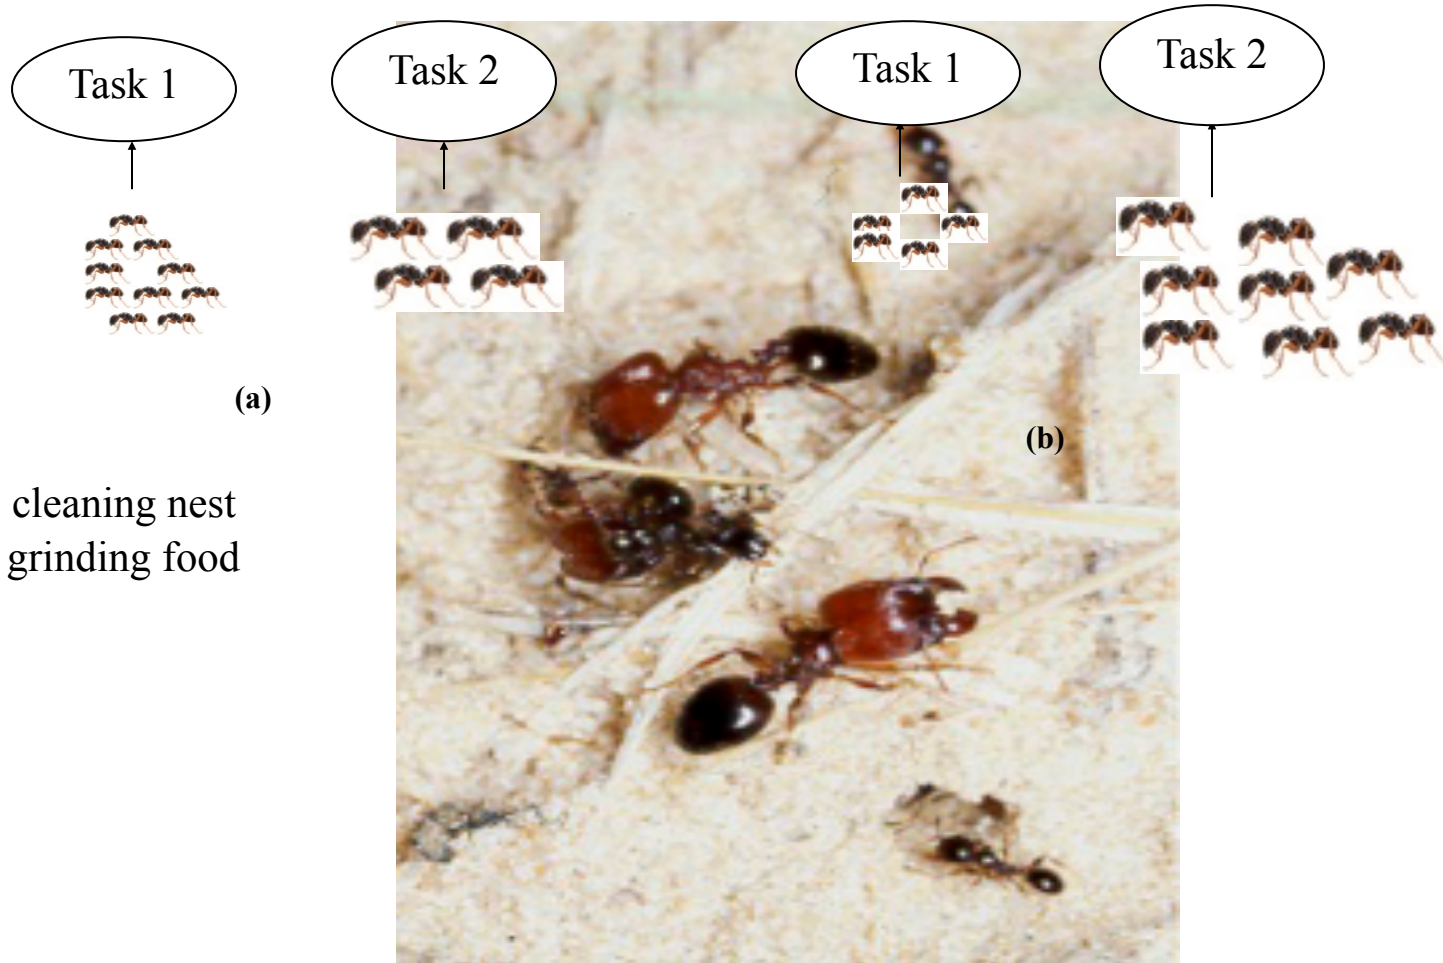 Task 1
Task 2
Task 1
Task 2
(a)
(b)
cleaning nest
grinding food